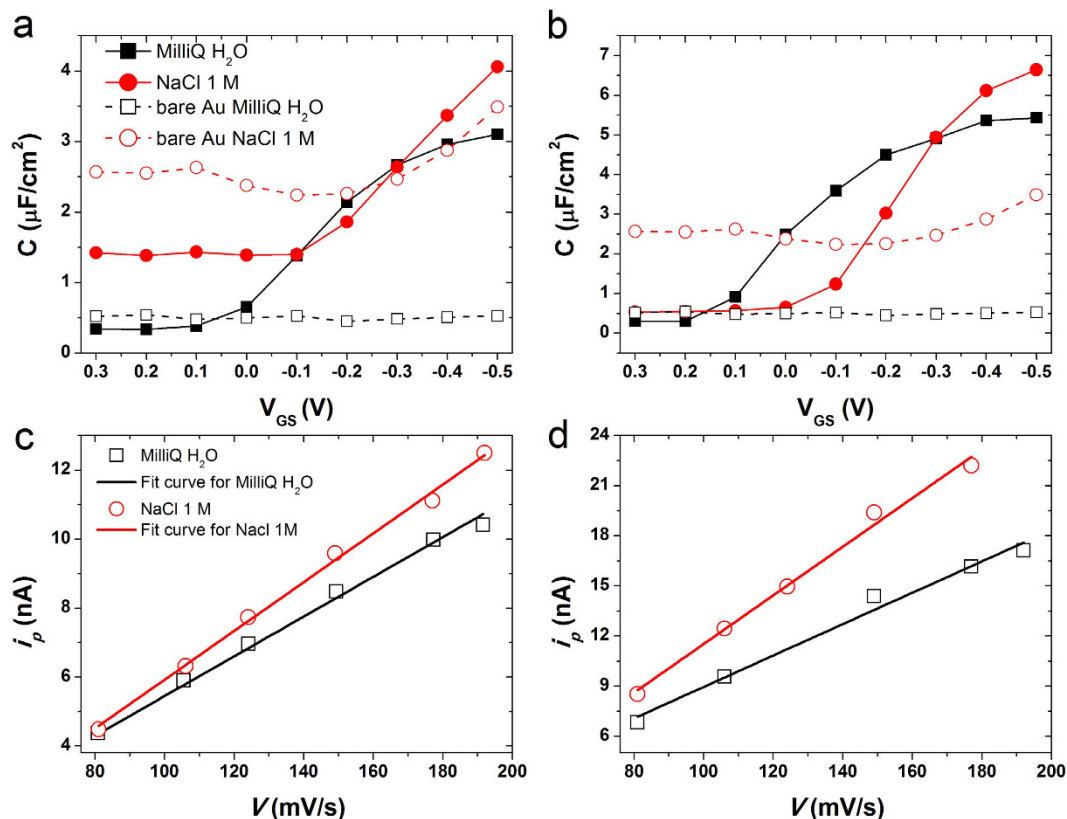 a
MilliQ H₂O
NaCl 1 M
bare Au MilliQ H₂O
bare Au NaCl 1 M
C (μF/cm²)
4
3
2
1
0
0.3 0.2 0.1 0.0 -0.1 -0.2 -0.3 -0.4 -0.5
V_GS (V)
b
C (μF/cm²)
7
6
5
4
3
2
1
0
0.3 0.2 0.1 0.0 -0.1 -0.2 -0.3 -0.4 -0.5
V_GS (V)
c
MilliQ H₂O
Fit curve for MilliQ H₂O
NaCl 1 M
Fit curve for Nacl 1M
i_p (nA)
12
10
8
6
4
80 100 120 140 160 180 200
V (mV/s)
d
i_p (nA)
24
21
18
15
12
9
6
80 100 120 140 160 180 200
V (mV/s)